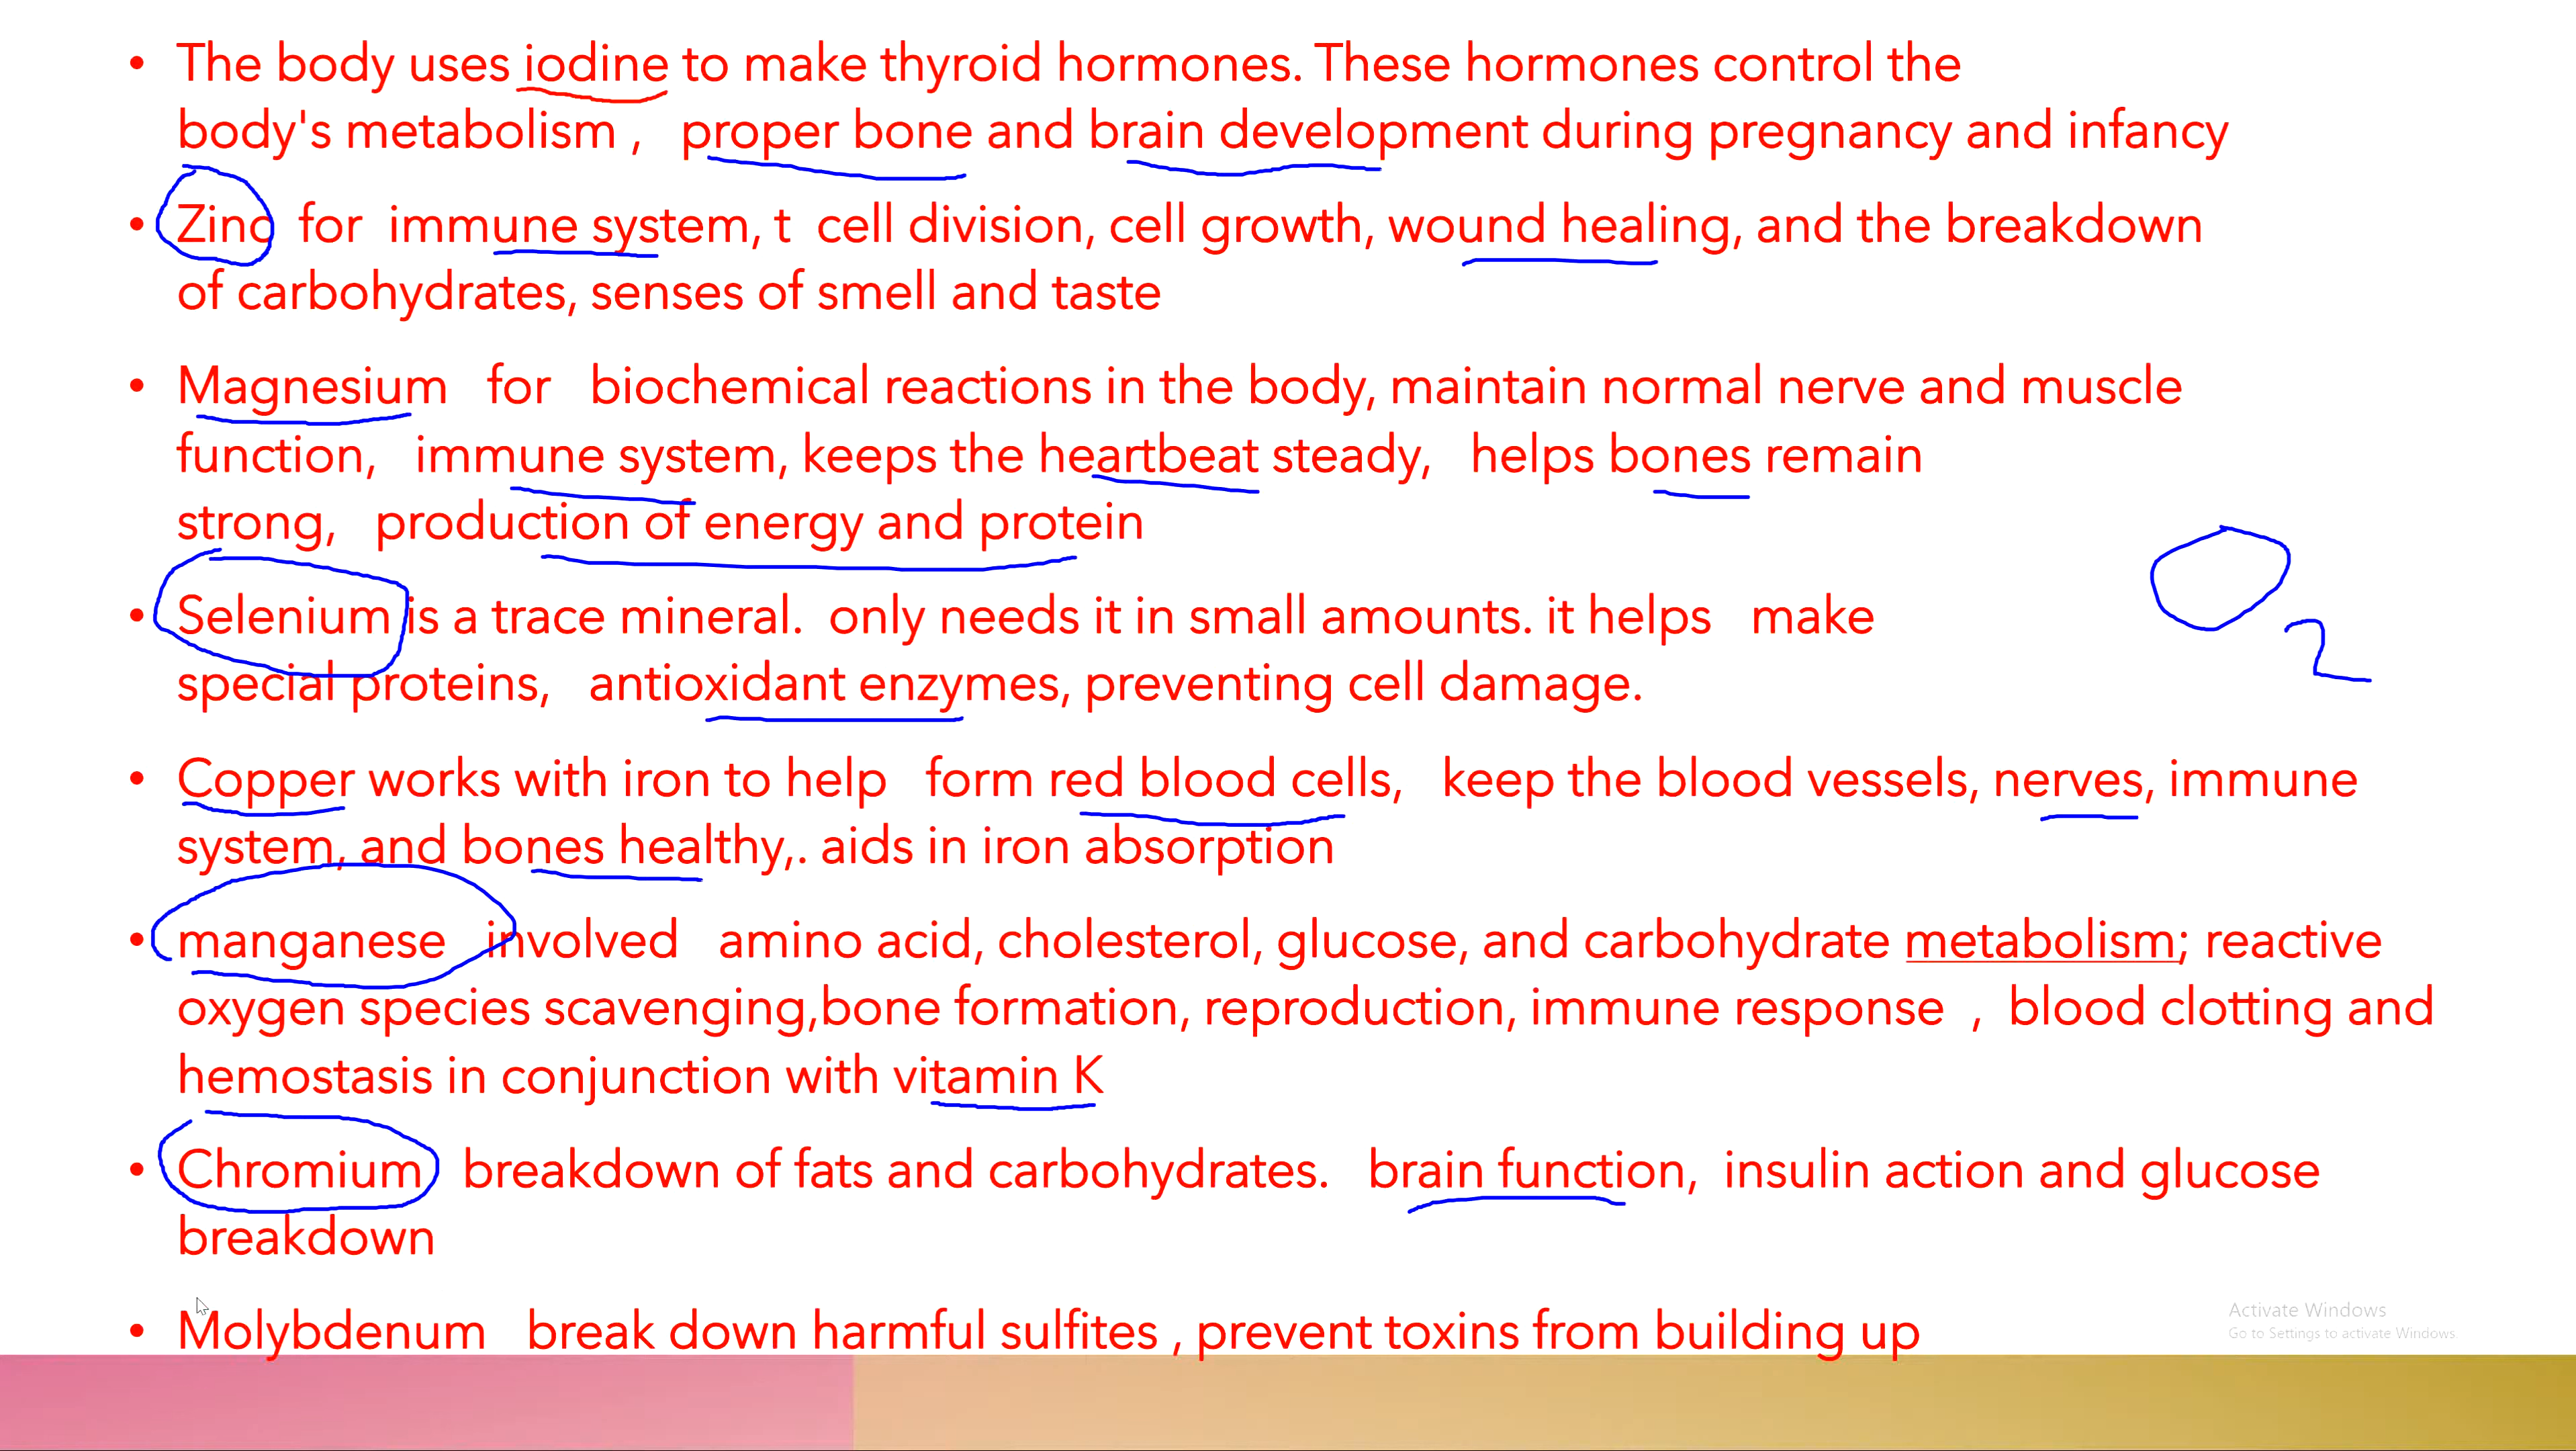 • The body uses iodine to make thyroid hormones. These hormones control the
body's metabolism , proper bone and brain development during pregnancy and infancy
• Zinc for immune system, t cell division, cell growth, wound healing, and the breakdown
of carbohydrates, senses of smell and taste
• Magnesium for biochemical reactions in the body, maintain normal nerve and muscle
function, immune system, keeps the heartbeat steady, helps bones remain
strong, production of energy and protein
• Selenium is a trace mineral. only needs it in small amounts. it helps make
special proteins, antioxidant enzymes, preventing cell damage.
O2
• Copper works with iron to help form red blood cells, keep the blood vessels, nerves, immune
system, and bones healthy,. aids in iron absorption
• manganese involved amino acid, cholesterol, glucose, and carbohydrate metabolism; reactive
oxygen species scavenging,bone formation, reproduction, immune response , blood clotting and
hemostasis in conjunction with vitamin K
• Chromium breakdown of fats and carbohydrates. brain function, insulin action and glucose
breakdown
• Molybdenum break down harmful sulfites , prevent toxins from building up
Activate Windows
Go to Settings to activate Windows.